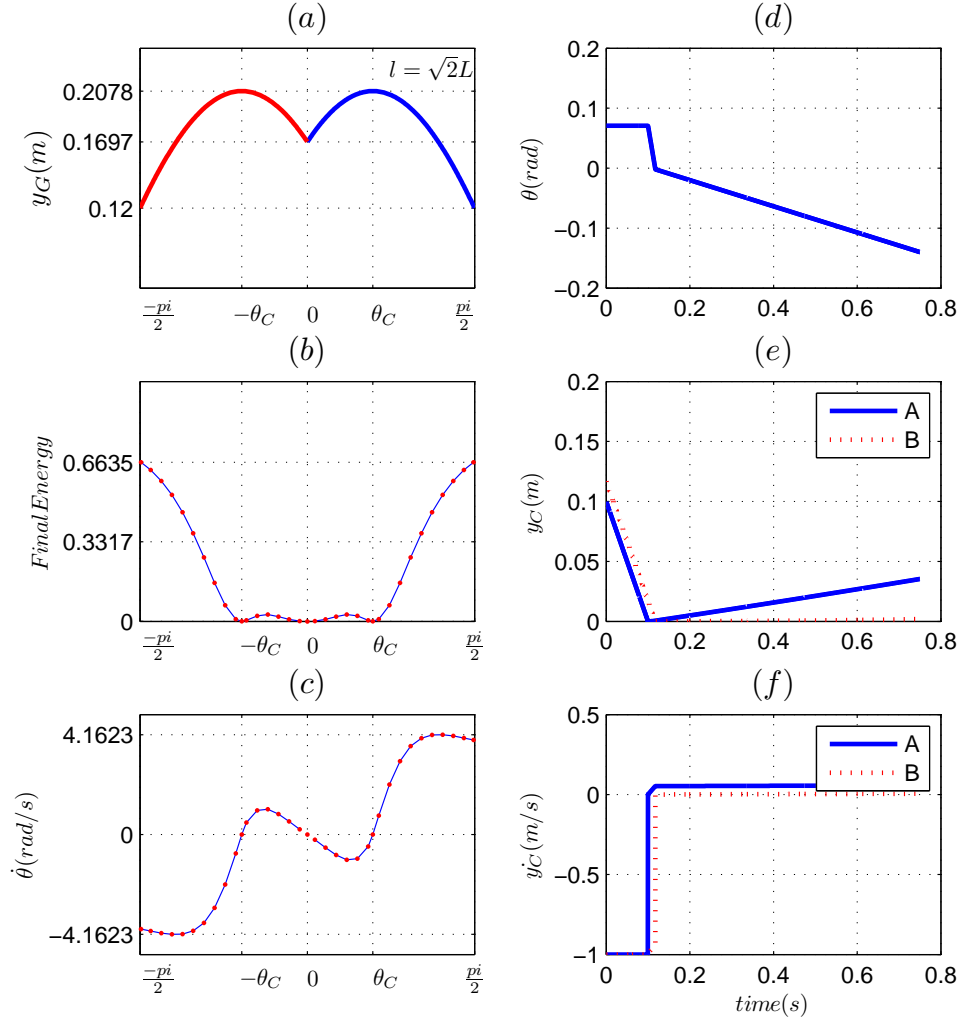 (a)
l = √2L
y_G(m)
0.2078
0.1697
0.12
−pi/2
−θ_C
0
θ_C
pi/2
(b)
FinalEnergy
0.6635
0.3317
0
−pi/2
−θ_C
0
θ_C
pi/2
(c)
θ̇(rad/s)
4.1623
0
−4.1623
−pi/2
−θ_C
0
θ_C
pi/2
(d)
θ(rad)
0.2
0.1
0
−0.1
−0.2
0
0.2
0.4
0.6
0.8
(e)
y_C(m)
0.2
0.15
0.1
0.05
0
A
B
0
0.2
0.4
0.6
0.8
(f)
ẏ_C(m/s)
0.5
0
−0.5
−1
A
B
0
0.2
0.4
0.6
0.8
time(s)